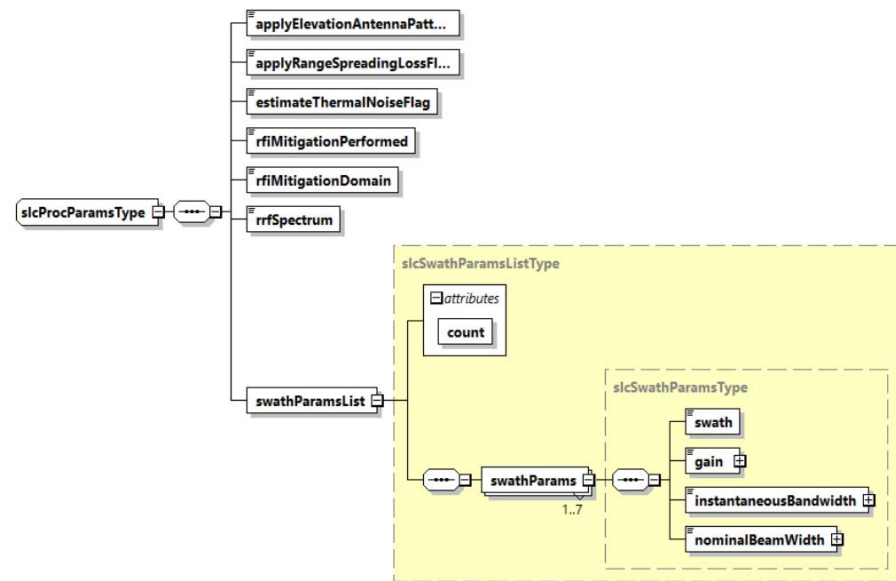 applyElevationAntennaPatt...
applyRangeSpreadingLossFl...
estimateThermalNoiseFlag
rfiMitigationPerformed
rfiMitigationDomain
slcProcParamsType
rrfSpectrum
slcSwathParamsListType
attributes
count
swathParamsList
slcSwathParamsType
swath
gain
swathParams
instantaneousBandwidth
1..7
nominalBeamWidth